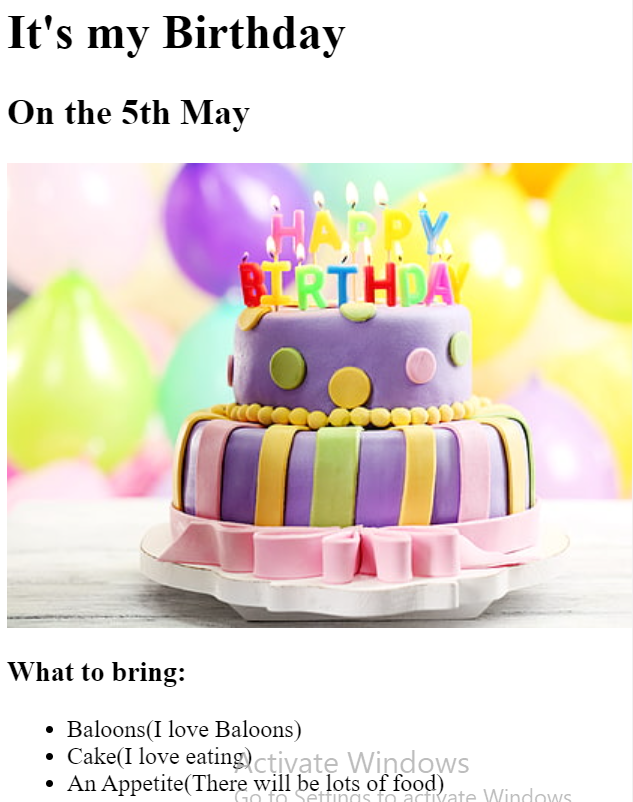 It's my Birthday
On the 5th May
HAPPY
BIRTHDAY
What to bring:
Baloons(I love Baloons)
Cake(I love eating)
Activate Windows
An Appetite(There will be lots of food)
Go to Settings to activate Windows.